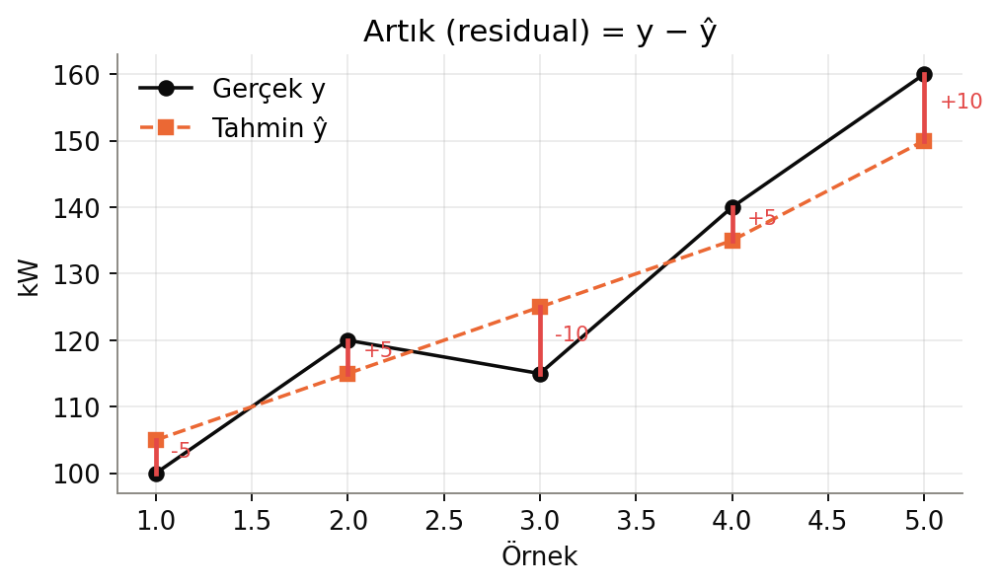 Artık (residual) = y − ŷ
Gerçek y
Tahmin ŷ
kW
160
150
140
130
120
110
100
-5
+5
-10
+5
+10
1.0 1.5 2.0 2.5 3.0 3.5 4.0 4.5 5.0
Örnek